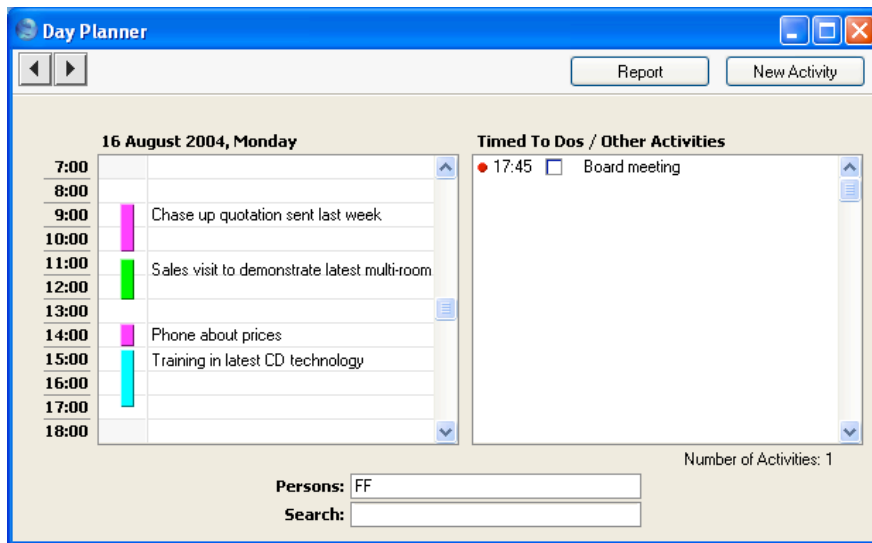 Day Planner
Report
New Activity
16 August 2004, Monday
Timed To Dos / Other Activities
7:00
17:45 Board meeting
8:00
9:00 Chase up quotation sent last week
10:00
11:00
Sales visit to demonstrate latest multi-room
12:00
13:00
14:00 Phone about prices
15:00 Training in latest CD technology
16:00
17:00
18:00
Number of Activities: 1
Persons: FF
Search: